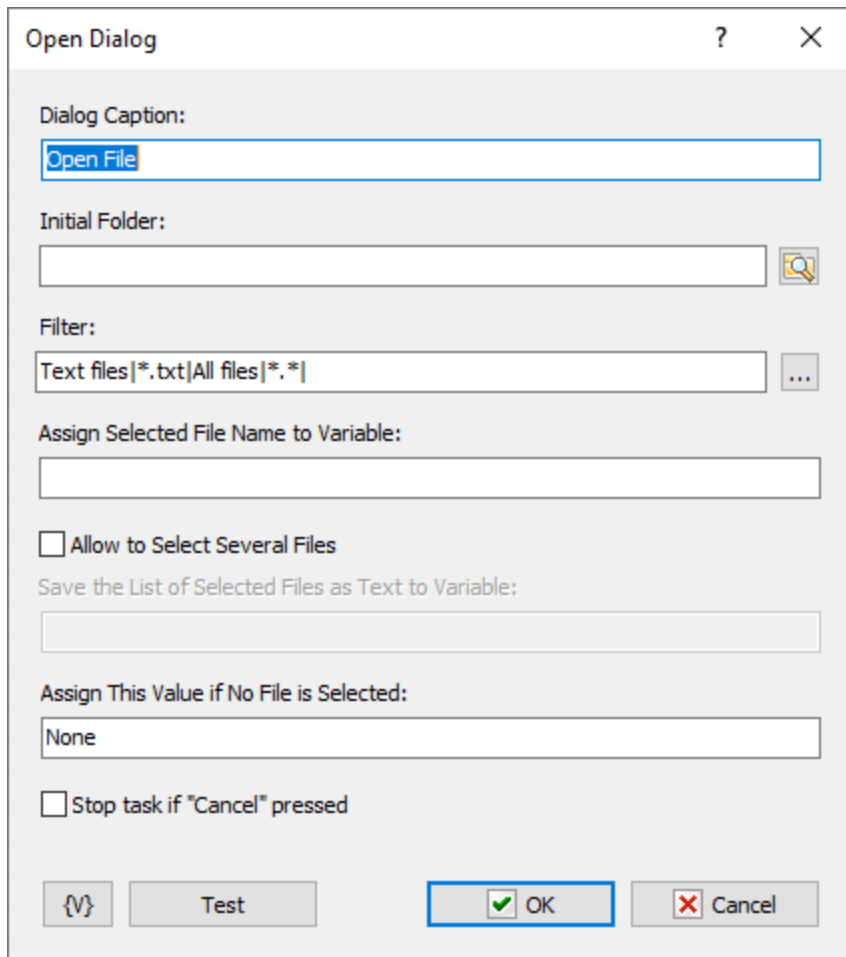 Open Dialog ?
Dialog Caption:
Open File
Initial Folder:
Filter:
Text files|*.txt|All files|*.*|
...
Assign Selected File Name to Variable:
Allow to Select Several Files
Save the List of Selected Files as Text to Variable:
Assign This Value if No File is Selected:
None
Stop task if "Cancel" pressed
{V} Test OK Cancel